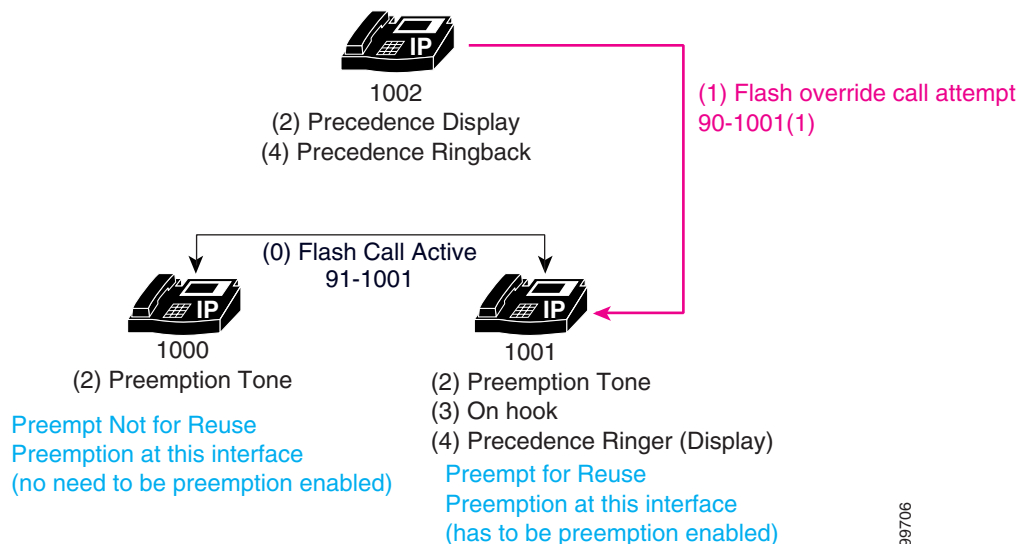 IP
1002
(2) Precedence Display
(4) Precedence Ringback
(1) Flash override call attempt
90-1001(1)
(0) Flash Call Active
91-1001
IP
1000
(2) Preemption Tone
Preempt Not for Reuse
Preemption at this interface
(no need to be preemption enabled)
IP
1001
(2) Preemption Tone
(3) On hook
(4) Precedence Ringer (Display)
Preempt for Reuse
Preemption at this interface
(has to be preemption enabled)
99706